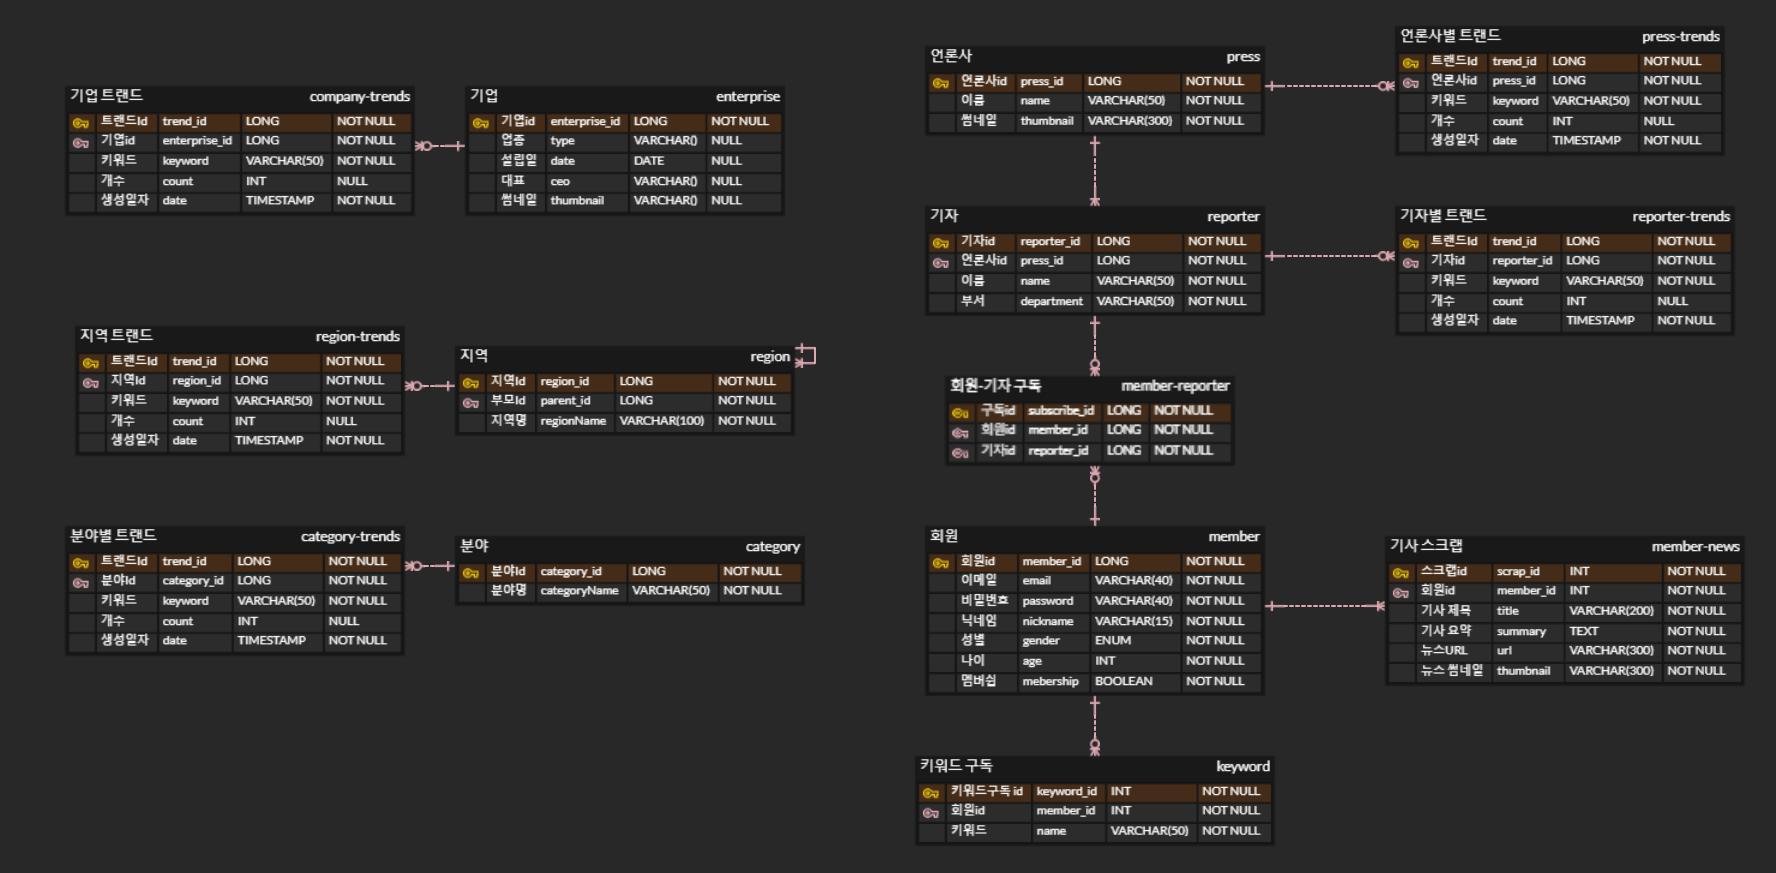 기업 트랜드 company-trends
트랜드Id trend_id LONG NOT NULL
기업id enterprise_id LONG NOT NULL
키워드 keyword VARCHAR(50) NOT NULL
개수 count INT NULL
생성일자 date TIMESTAMP NOT NULL
기업 enterprise
기업id enterprise_id LONG NOT NULL
업종 type VARCHAR() NULL
설립일 date DATE NULL
대표 ceo VARCHAR() NULL
썸네일 thumbnail VARCHAR() NULL
언론사 press
언론사id press_id LONG NOT NULL
이름 name VARCHAR(50) NOT NULL
썸네일 thumbnail VARCHAR(300) NOT NULL
언론사별 트랜드 press-trends
트랜드Id trend_id LONG NOT NULL
언론사id press_id LONG NOT NULL
키워드 keyword VARCHAR(50) NOT NULL
개수 count INT NULL
생성일자 date TIMESTAMP NOT NULL
기자 reporter
기자id reporter_id LONG NOT NULL
언론사id press_id LONG NOT NULL
이름 name VARCHAR(50) NOT NULL
부서 department VARCHAR(50) NOT NULL
기자별 트랜드 reporter-trends
트랜드Id trend_id LONG NOT NULL
기자id reporter_id LONG NOT NULL
키워드 keyword VARCHAR(50) NOT NULL
개수 count INT NULL
생성일자 date TIMESTAMP NOT NULL
지역 트랜드 region-trends
트랜드Id trend_id LONG NOT NULL
지역Id region_id LONG NOT NULL
키워드 keyword VARCHAR(50) NOT NULL
개수 count INT NULL
생성일자 date TIMESTAMP NOT NULL
지역 region
지역Id region_id LONG NOT NULL
부모Id parent_id LONG NOT NULL
지역명 regionName VARCHAR(100) NOT NULL
회원-기자 구독 member-reporter
구독id subscribe_id LONG NOT NULL
회원id member_id LONG NOT NULL
기자id reporter_id LONG NOT NULL
분야별 트랜드 category-trends
트랜드Id trend_id LONG NOT NULL
분야Id category_id LONG NOT NULL
키워드 keyword VARCHAR(50) NOT NULL
개수 count INT NULL
생성일자 date TIMESTAMP NOT NULL
분야 category
분야Id category_id LONG NOT NULL
분야명 categoryName VARCHAR(50) NOT NULL
회원 member
회원id member_id LONG NOT NULL
이메일 email VARCHAR(40) NOT NULL
비밀번호 password VARCHAR(40) NOT NULL
닉네임 nickname VARCHAR(15) NOT NULL
성별 gender ENUM NOT NULL
나이 age INT NOT NULL
멤버쉽 mebership BOOLEAN NOT NULL
기사 스크랩 member-news
스크랩id scrap_id INT NOT NULL
회원id member_id INT NOT NULL
기사 제목 title VARCHAR(200) NOT NULL
기사 요약 summary TEXT NOT NULL
뉴스URL url VARCHAR(300) NOT NULL
뉴스 썸네일 thumbnail VARCHAR(300) NOT NULL
키워드 구독 keyword
키워드구독 id keyword_id INT NOT NULL
회원id member_id INT NOT NULL
키워드 name VARCHAR(50) NOT NULL